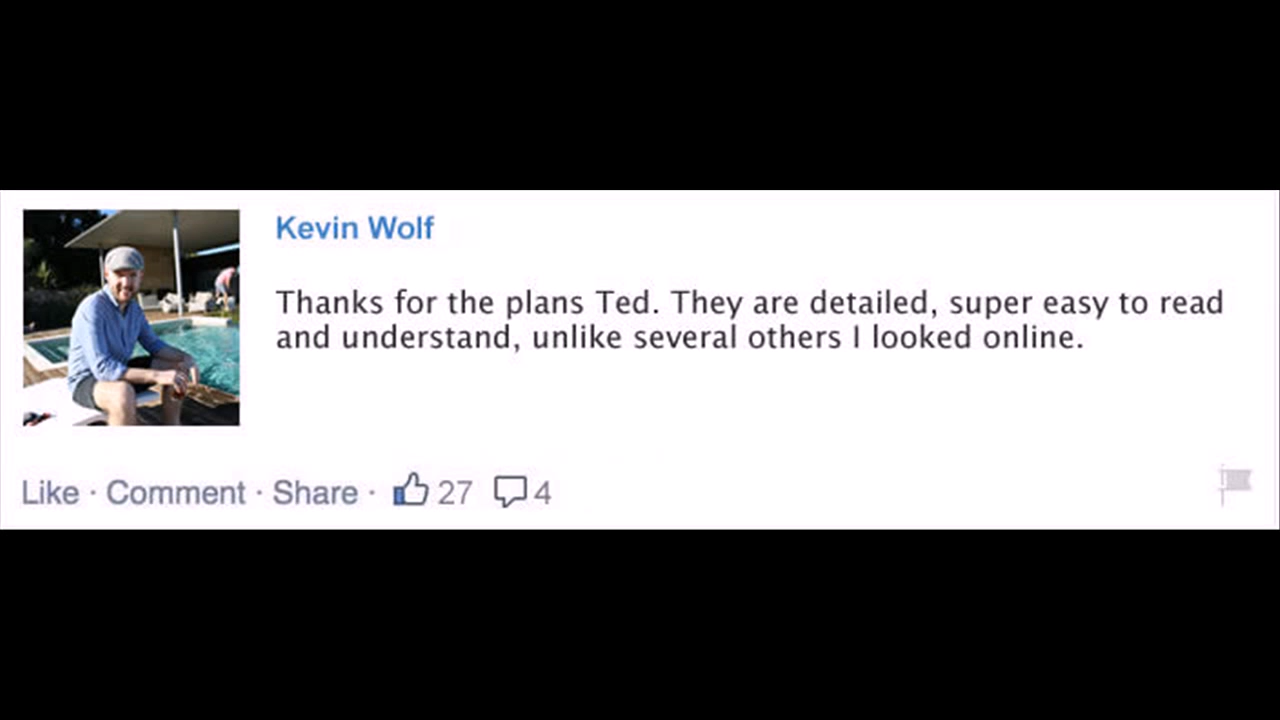 Kevin Wolf
Thanks for the plans Ted. They are detailed, super easy to read
and understand, unlike several others I looked online.
Like · Comment · Share · 27 4